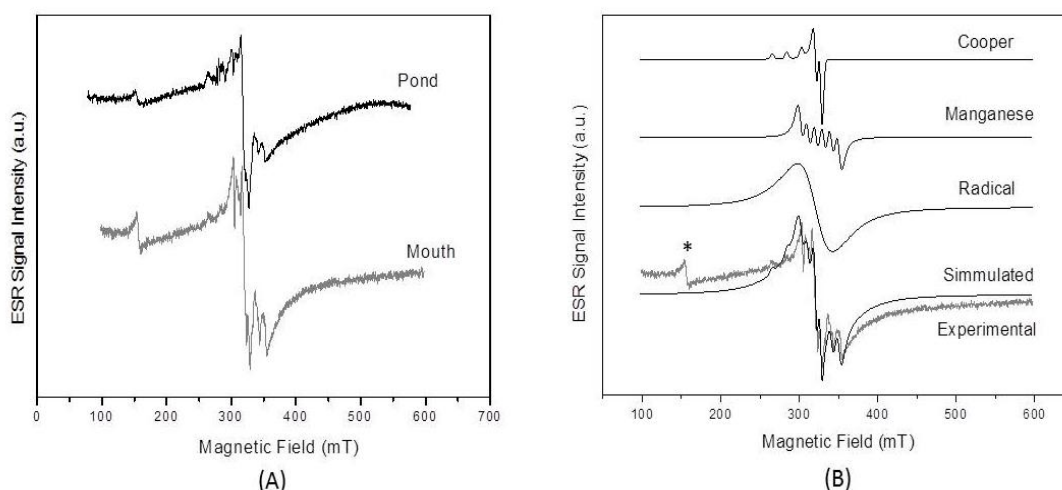 ESR Signal Intensity (a.u.)
Pond
Mouth
0 100 200 300 400 500 600 700
Magnetic Field (mT)
(A)
ESR Signal Intensity (a.u.)
Cooper
Manganese
Radical
*
Simmulated
Experimental
100 200 300 400 500 600
Magnetic Field (mT)
(B)